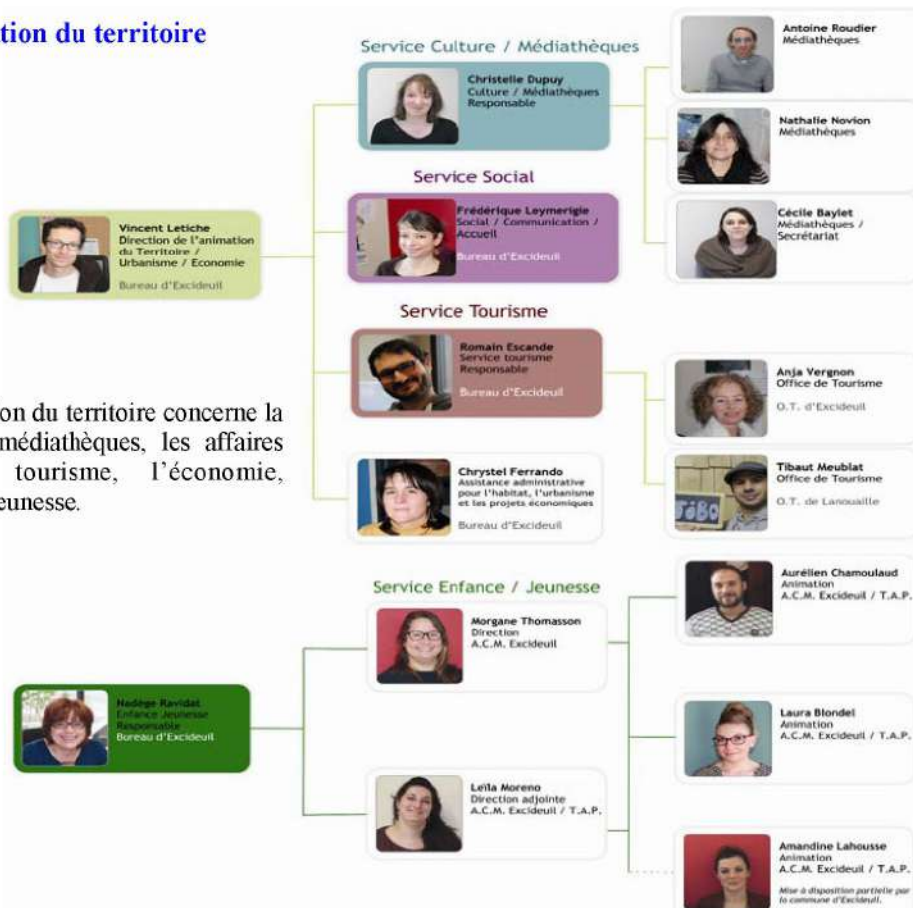 tion du territoire
Service Culture / Médiathèques
Christelle Dupuy
Culture / Médiathèques
Responsable
Antoine Roudier
Médiathèques
Nathalie Novion
Médiathèques
Cécile Baylet
Médiathèques /
Secrétariat
Service Social
Frédérique Leymerigie
Social / Communication /
Accueil
Bureau d'Excideuil
Vincent Letiche
Direction de l'animation
du Territoire /
Urbanisme / Economie
Bureau d'Excideuil
Service Tourisme
Romain Escande
Service tourisme
Responsable
Bureau d'Excideuil
Anja Vergnon
Office de Tourisme
O.T. d'Excideuil
Tibaut Meublat
Office de Tourisme
O.T. de Lanouaille
TiBO
Chrystel Ferrando
Assistance administrative
pour l'habitat, l'urbanisme
et les projets économiques
Bureau d'Excideuil
ion du territoire concerne la
médiathèques, les affaires
tourisme, l'économie,
eunesse.
Service Enfance / Jeunesse
Morgane Thomasson
Direction
A.C.M. Excideuil
Aurélien Chamoulaud
Animation
A.C.M. Excideuil / T.A.P.
Nadège Ravidat
Enfance Jeunesse
Responsable
Bureau d'Excideuil
Laura Blondel
Animation
A.C.M. Excideuil / T.A.P.
Leïla Moreno
Direction adjointe
A.C.M. Excideuil / T.A.P.
Amandine Lahousse
Animation
A.C.M. Excideuil / T.A.P.
Mise à disposition partielle par
la commune d'Excideuil.